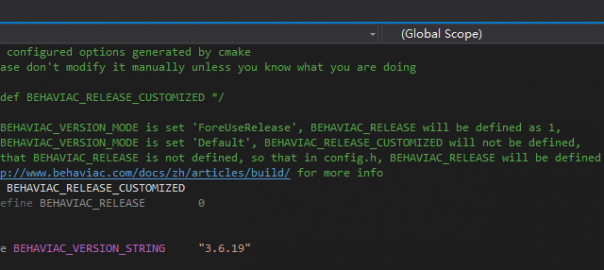 (Global Scope)
configured options generated by cmake
ase don't modify it manually unless you know what you are doing
def BEHAVIAC_RELEASE_CUSTOMIZED */
BEHAVIAC_VERSION_MODE is set 'ForeUseRelease', BEHAVIAC_RELEASE will be defined as 1,
BEHAVIAC_VERSION_MODE is set 'Default', BEHAVIAC_RELEASE_CUSTOMIZED will not be defined,
that BEHAVIAC_RELEASE is not defined, so that in config.h, BEHAVIAC_RELEASE will be defined
p://www.behaviac.com/docs/zh/articles/build/ for more info
BEHAVIAC_RELEASE_CUSTOMIZED
efine BEHAVIAC_RELEASE 0
e BEHAVIAC_VERSION_STRING "3.6.19"